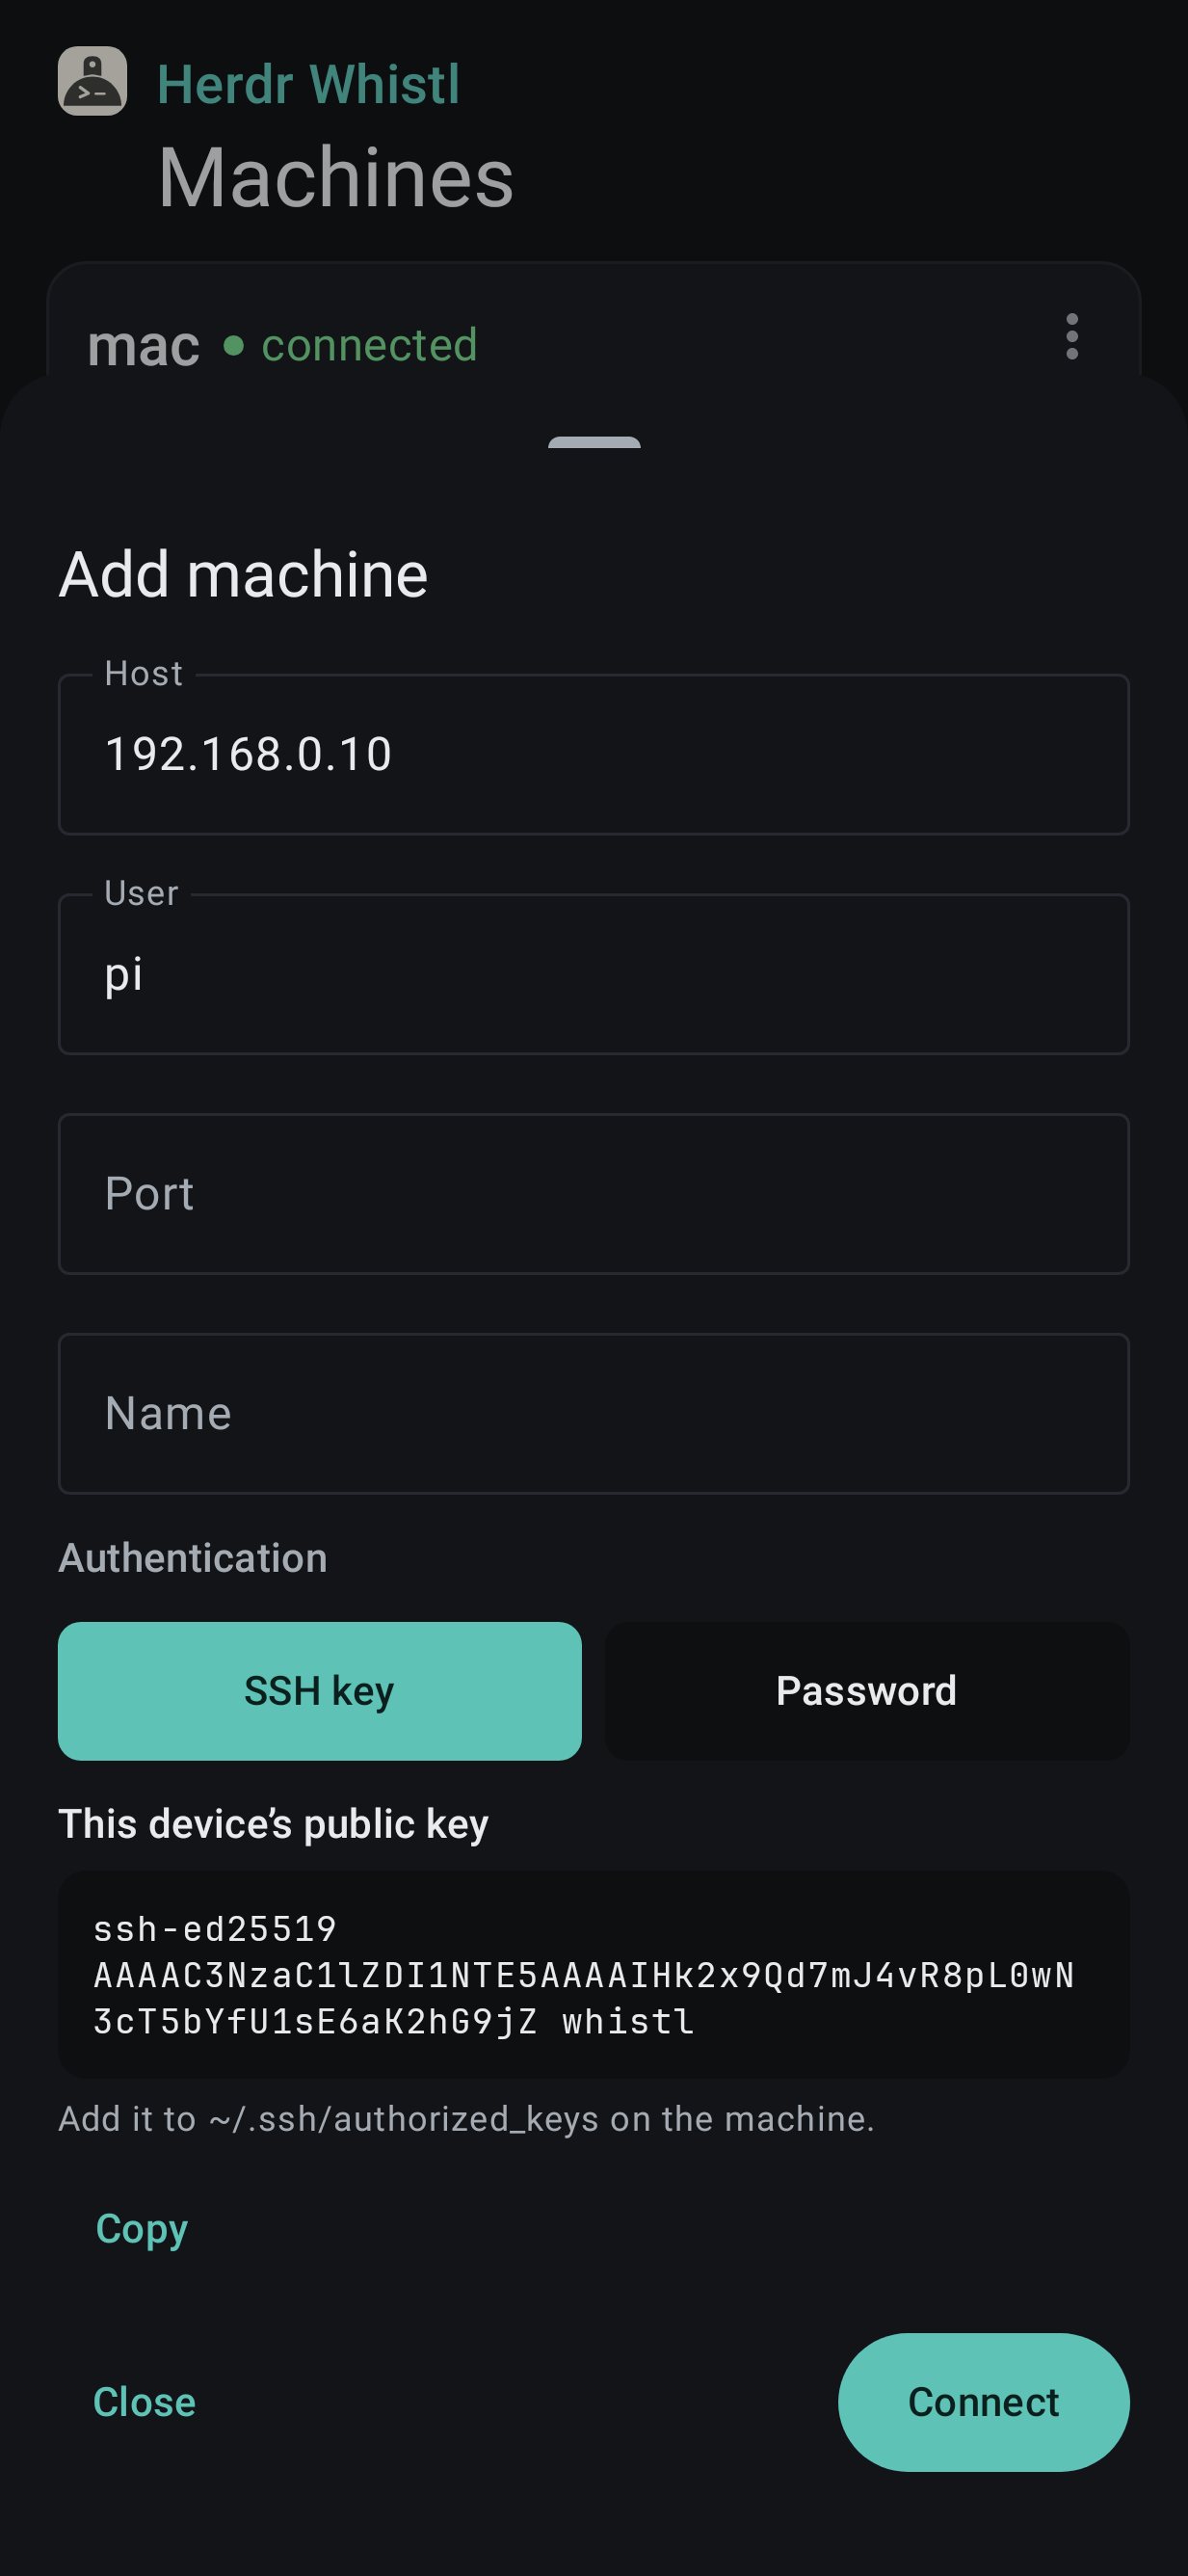 Herdr Whistl
Machines
mac connected
Add machine
Host
192.168.0.10
User
pi
Port
Name
Authentication
SSH key
Password
This device’s public key
ssh-ed25519
AAAAC3NzaC1lZDI1NTE5AAAAIHk2x9Qd7mJ4vR8pL0wN
3cT5bYfU1sE6aK2hG9jZ whistl
Add it to ~/.ssh/authorized_keys on the machine.
Copy
Close
Connect